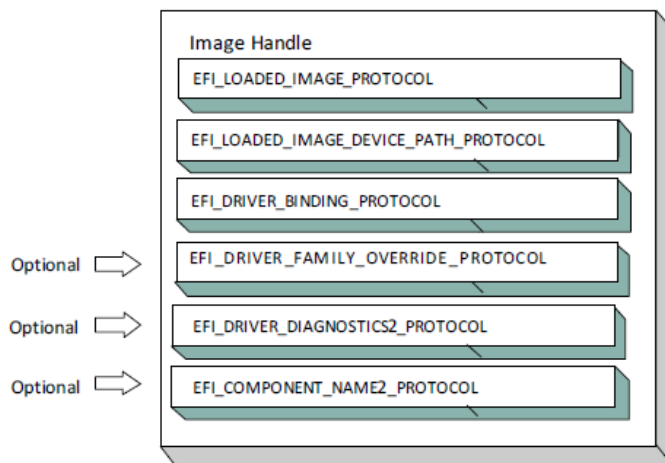 Image Handle
EFI_LOADED_IMAGE_PROTOCOL
EFI_LOADED_IMAGE_DEVICE_PATH_PROTOCOL
EFI_DRIVER_BINDING_PROTOCOL
Optional EFI_DRIVER_FAMILY_OVERRIDE_PROTOCOL
Optional EFI_DRIVER_DIAGNOSTICS2_PROTOCOL
Optional EFI_COMPONENT_NAME2_PROTOCOL